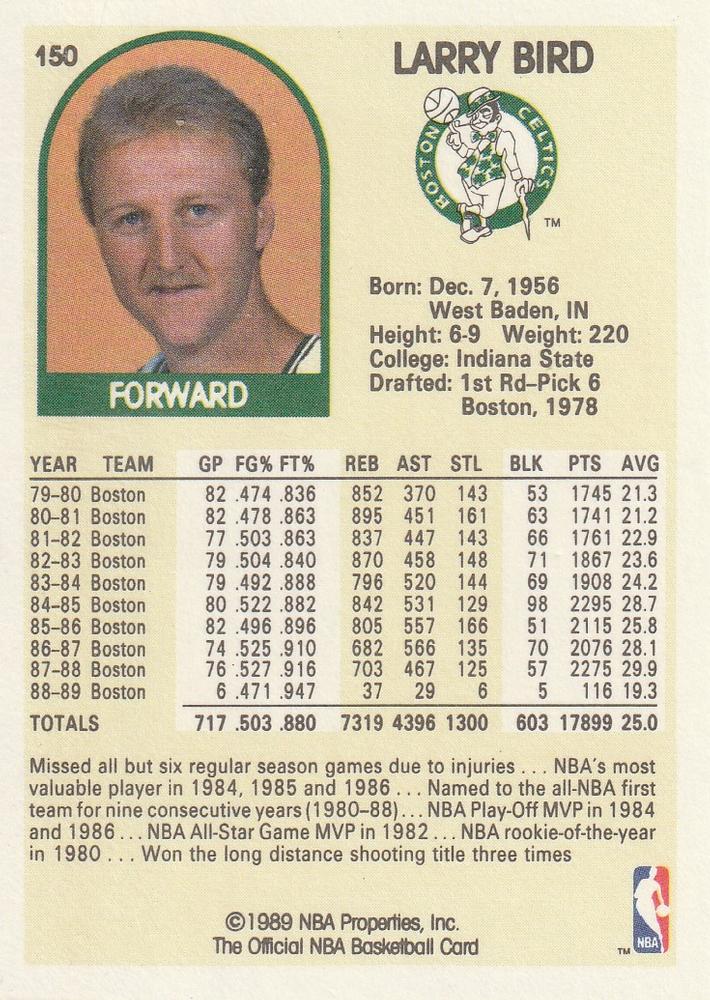 150
LARRY BIRD
BOSTON CELTICS
TM
Born: Dec. 7, 1956
West Baden, IN
Height: 6-9 Weight: 220
College: Indiana State
Drafted: 1st Rd–Pick 6
Boston, 1978
FORWARD
YEAR TEAM GP FG% FT% REB AST STL BLK PTS AVG
79–80 Boston 82 .474 .836 852 370 143 53 1745 21.3
80–81 Boston 82 .478 .863 895 451 161 63 1741 21.2
81–82 Boston 77 .503 .863 837 447 143 66 1761 22.9
82–83 Boston 79 .504 .840 870 458 148 71 1867 23.6
83–84 Boston 79 .492 .888 796 520 144 69 1908 24.2
84–85 Boston 80 .522 .882 842 531 129 98 2295 28.7
85–86 Boston 82 .496 .896 805 557 166 51 2115 25.8
86–87 Boston 74 .525 .910 682 566 135 70 2076 28.1
87–88 Boston 76 .527 .916 703 467 125 57 2275 29.9
88–89 Boston 6 .471 .947 37 29 6 5 116 19.3
TOTALS 717 .503 .880 7319 4396 1300 603 17899 25.0
Missed all but six regular season games due to injuries . . . NBA's most
valuable player in 1984, 1985 and 1986 . . . Named to the all-NBA first
team for nine consecutive years (1980–88) . . . NBA Play-Off MVP in 1984
and 1986 . . . NBA All-Star Game MVP in 1982 . . . NBA rookie-of-the-year
in 1980 . . . Won the long distance shooting title three times
©1989 NBA Properties, Inc.
The Official NBA Basketball Card
TM
NBA